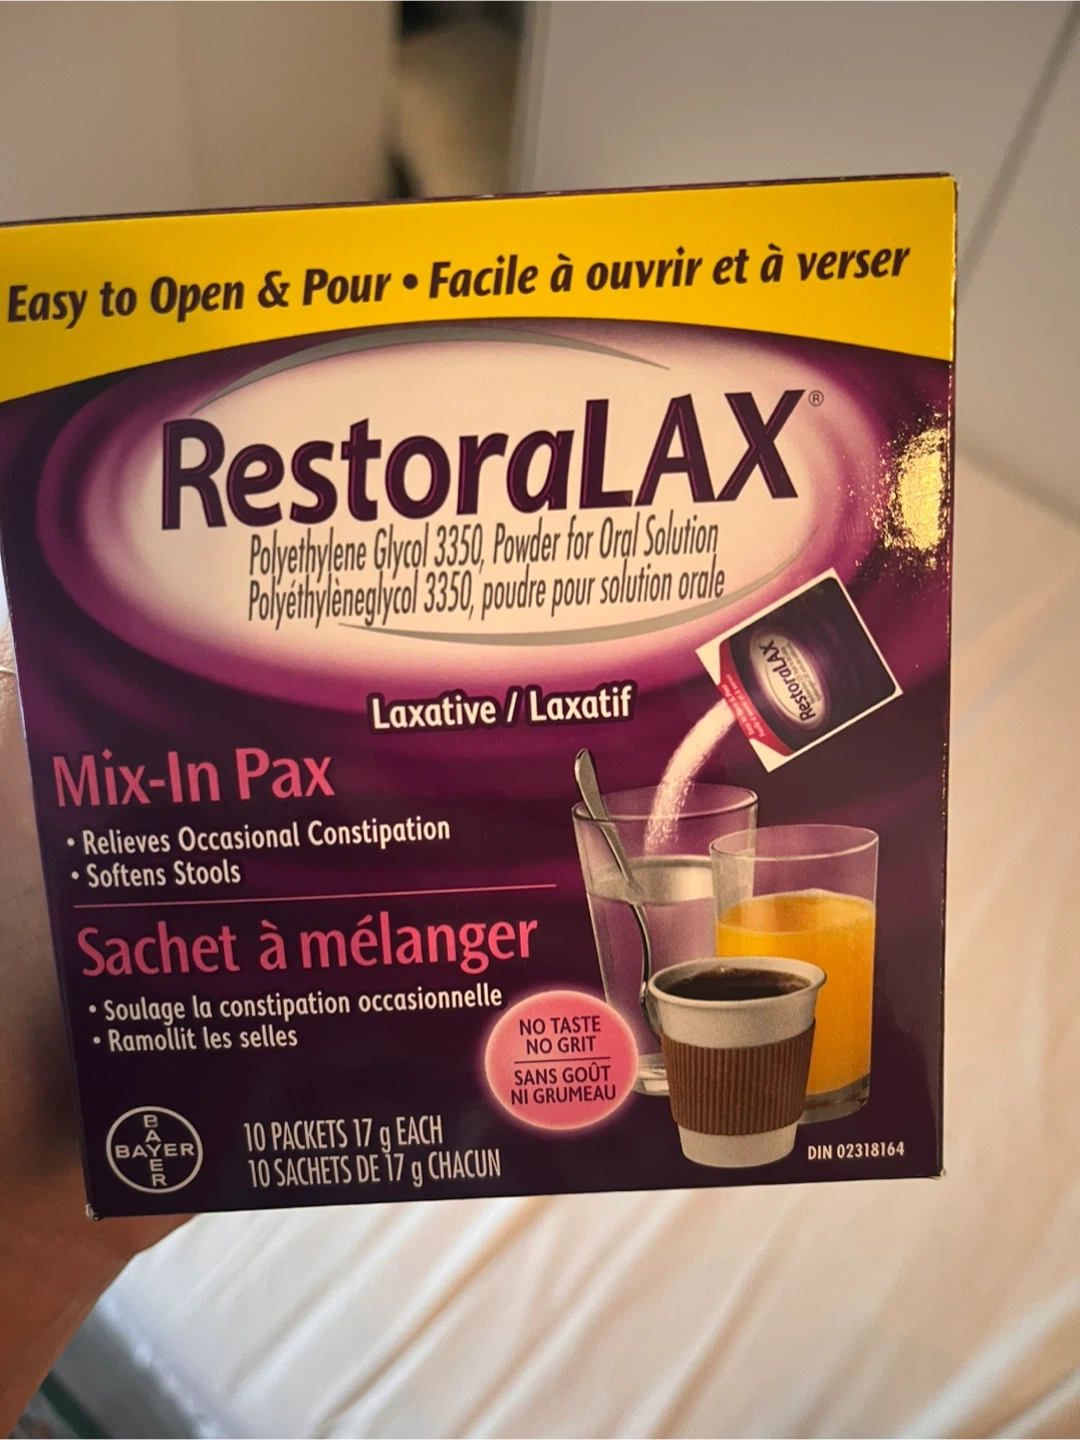 Easy to Open & Pour • Facile à ouvrir et à verser
RestoraLAX®
Polyethylene Glycol 3350, Powder for Oral Solution
Polyéthylèneglycol 3350, poudre pour solution orale
RestoraLAX
Laxative / Laxatif
Mix-In Pax
• Relieves Occasional Constipation
• Softens Stools
Sachet à mélanger
• Soulage la constipation occasionnelle
• Ramollit les selles
NO TASTE
NO GRIT
SANS GOÛT
NI GRUMEAU
BAYER
BAYER
10 PACKETS 17 g EACH
10 SACHETS DE 17 g CHACUN
DIN 02318164